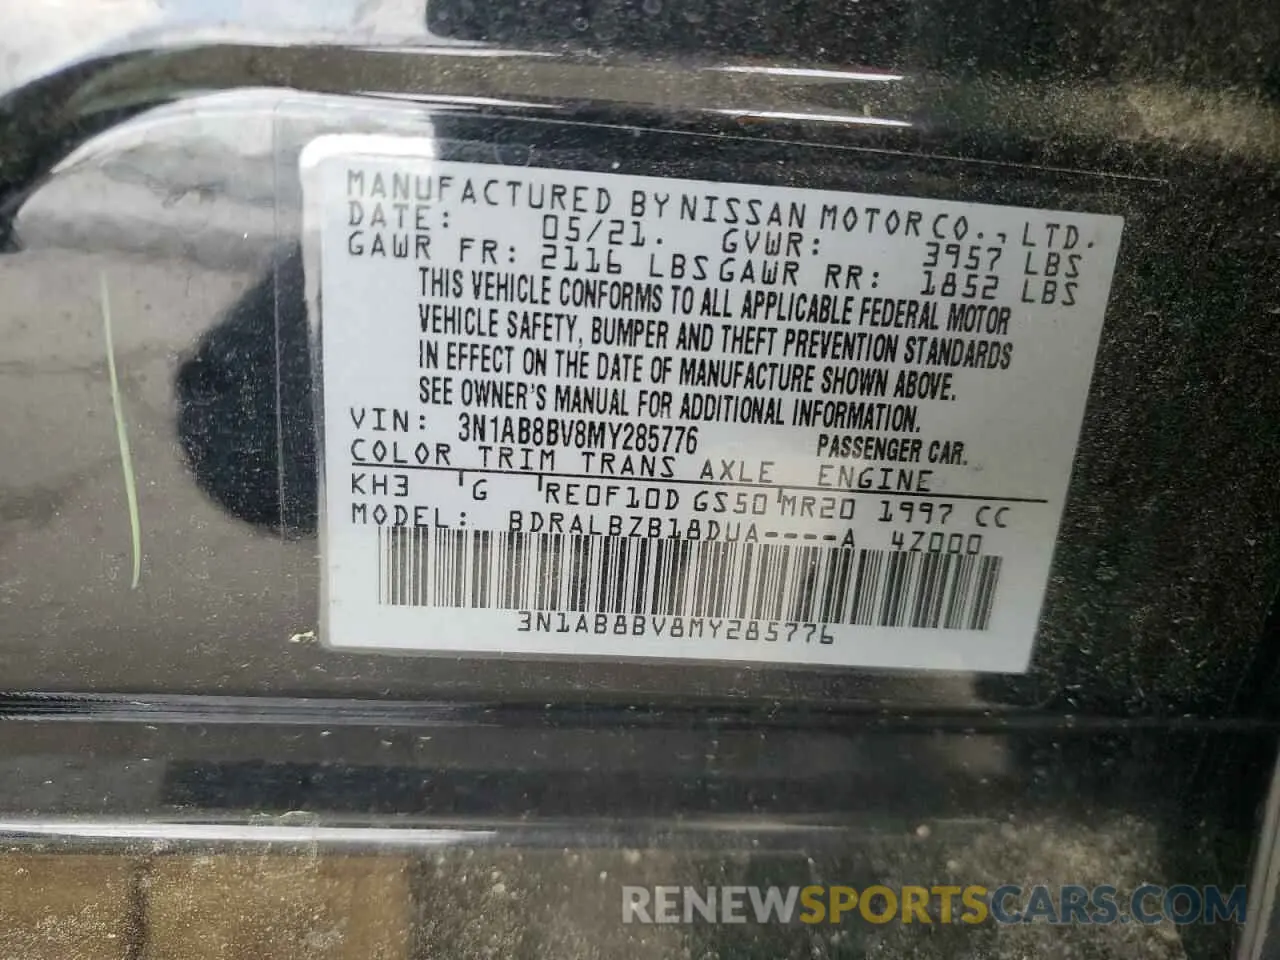 MANUFACTURED BY NISSAN MOTOR CO., LTD.
DATE: 05/21. GVWR: 3957 LBS
GAWR FR: 2116 LBS GAWR RR: 1852 LBS
THIS VEHICLE CONFORMS TO ALL APPLICABLE FEDERAL MOTOR
VEHICLE SAFETY, BUMPER AND THEFT PREVENTION STANDARDS
IN EFFECT ON THE DATE OF MANUFACTURE SHOWN ABOVE.
SEE OWNER'S MANUAL FOR ADDITIONAL INFORMATION.
VIN: 3N1AB8BV8MY285776 PASSENGER CAR.
COLOR TRIM TRANS AXLE ENGINE
KH3 G RE0F10D GS50 MR20 1997 CC
MODEL: BDRALBZB18DUA----A 4Z000
3N1AB8BV8MY285776
RENEWSPORTSCARS.COM